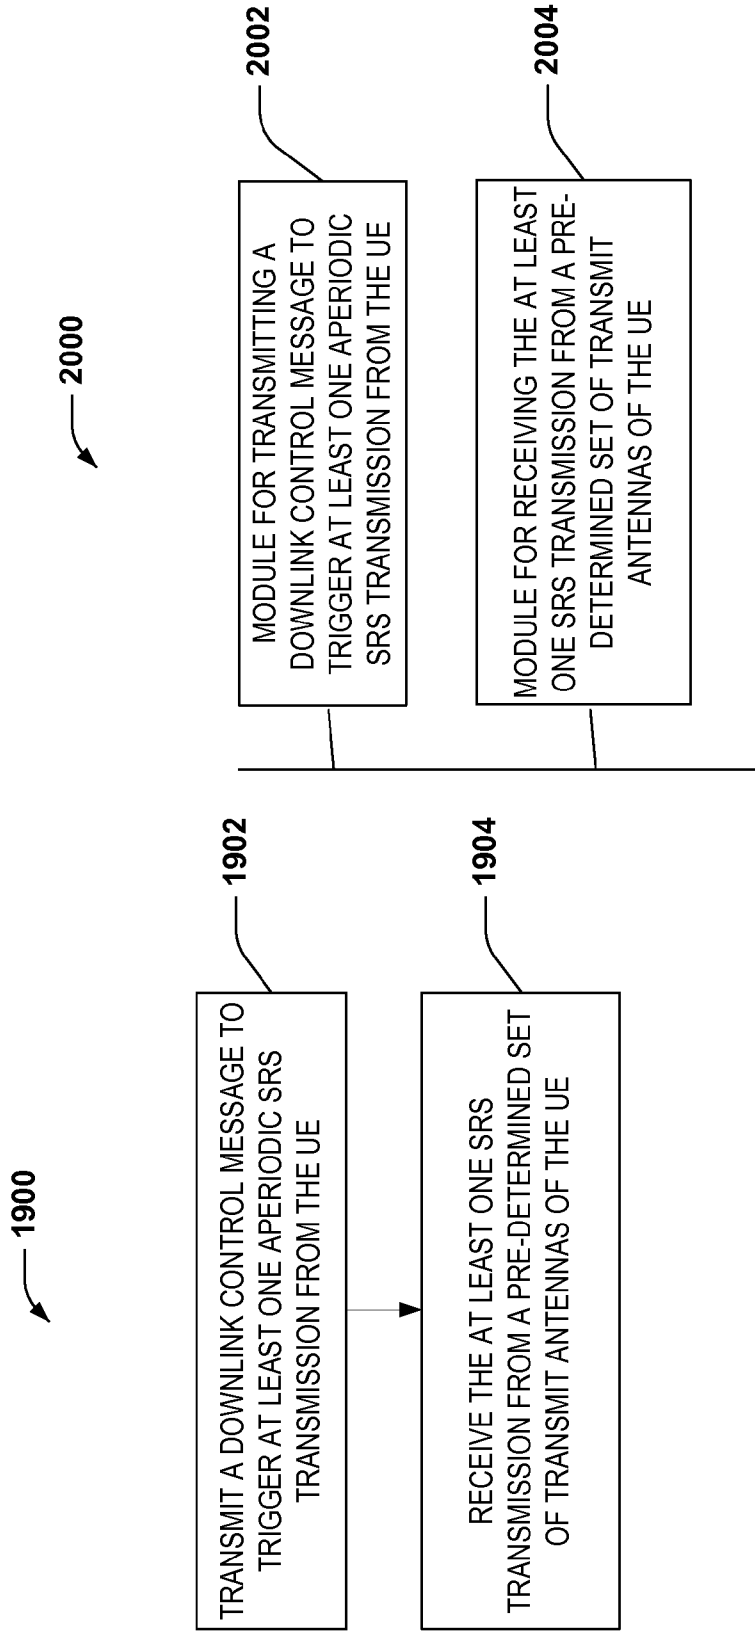 1900
TRANSMIT A DOWNLINK CONTROL MESSAGE TO
TRIGGER AT LEAST ONE APERIODIC SRS
TRANSMISSION FROM THE UE
1902
RECEIVE THE AT LEAST ONE SRS
TRANSMISSION FROM A PRE-DETERMINED SET
OF TRANSMIT ANTENNAS OF THE UE
1904
2000
MODULE FOR TRANSMITTING A
DOWNLINK CONTROL MESSAGE TO
TRIGGER AT LEAST ONE APERIODIC
SRS TRANSMISSION FROM THE UE
2002
MODULE FOR RECEIVING THE AT LEAST
ONE SRS TRANSMISSION FROM A PRE-
DETERMINED SET OF TRANSMIT
ANTENNAS OF THE UE
2004